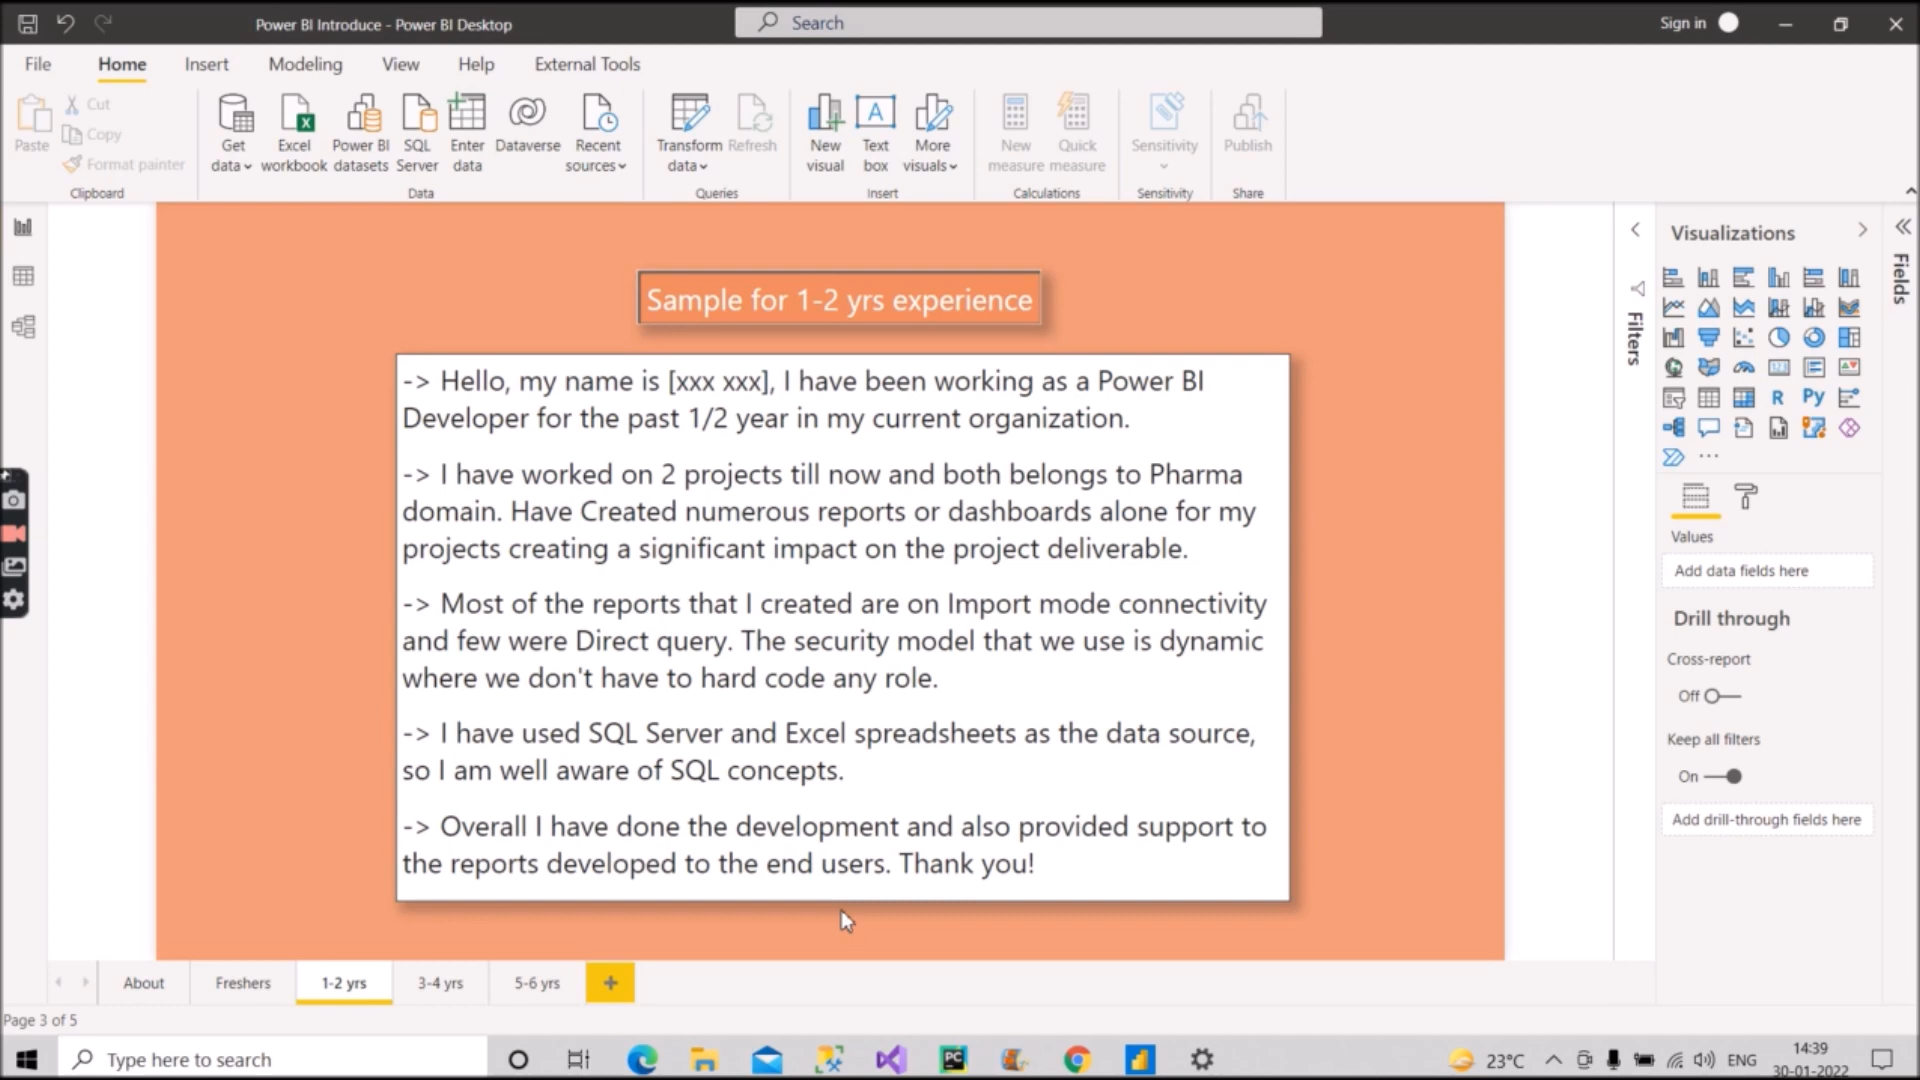 Power BI Introduce - Power BI Desktop
Search
Sign in
File Home Insert Modeling View Help External Tools
Paste
Cut
Copy
Format painter
Clipboard
Get data
Excel workbook
Power BI datasets
SQL Server
Enter data
Dataverse
Recent sources
Data
Transform data
Refresh
Queries
New visual
A
Text box
More visuals
Insert
New measure
Quick measure
Calculations
Sensitivity
Sensitivity
Publish
Share
Sample for 1-2 yrs experience
-> Hello, my name is [xxx xxx], I have been working as a Power BI
Developer for the past 1/2 year in my current organization.
-> I have worked on 2 projects till now and both belongs to Pharma
domain. Have Created numerous reports or dashboards alone for my
projects creating a significant impact on the project deliverable.
-> Most of the reports that I created are on Import mode connectivity
and few were Direct query. The security model that we use is dynamic
where we don't have to hard code any role.
-> I have used SQL Server and Excel spreadsheets as the data source,
so I am well aware of SQL concepts.
-> Overall I have done the development and also provided support to
the reports developed to the end users. Thank you!
Filters
Visualizations
R Py
Values
Add data fields here
Drill through
Cross-report
Off
Keep all filters
On
Add drill-through fields here
Fields
About Freshers 1-2 yrs 3-4 yrs 5-6 yrs +
Page 3 of 5
Type here to search
PC
23°C
ENG
14:39
30-01-2022